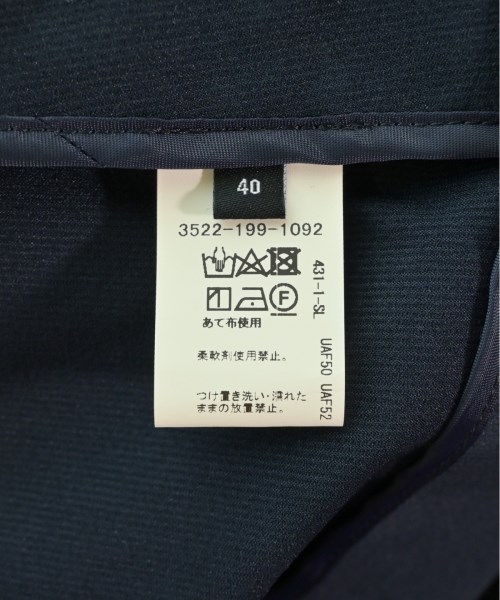 40
3522-199-1092
F
あて布使用
柔軟剤使用禁止。
つけ置き洗い・濡れた
ままの放置禁止。
431-1-SL UAF50 UAF52